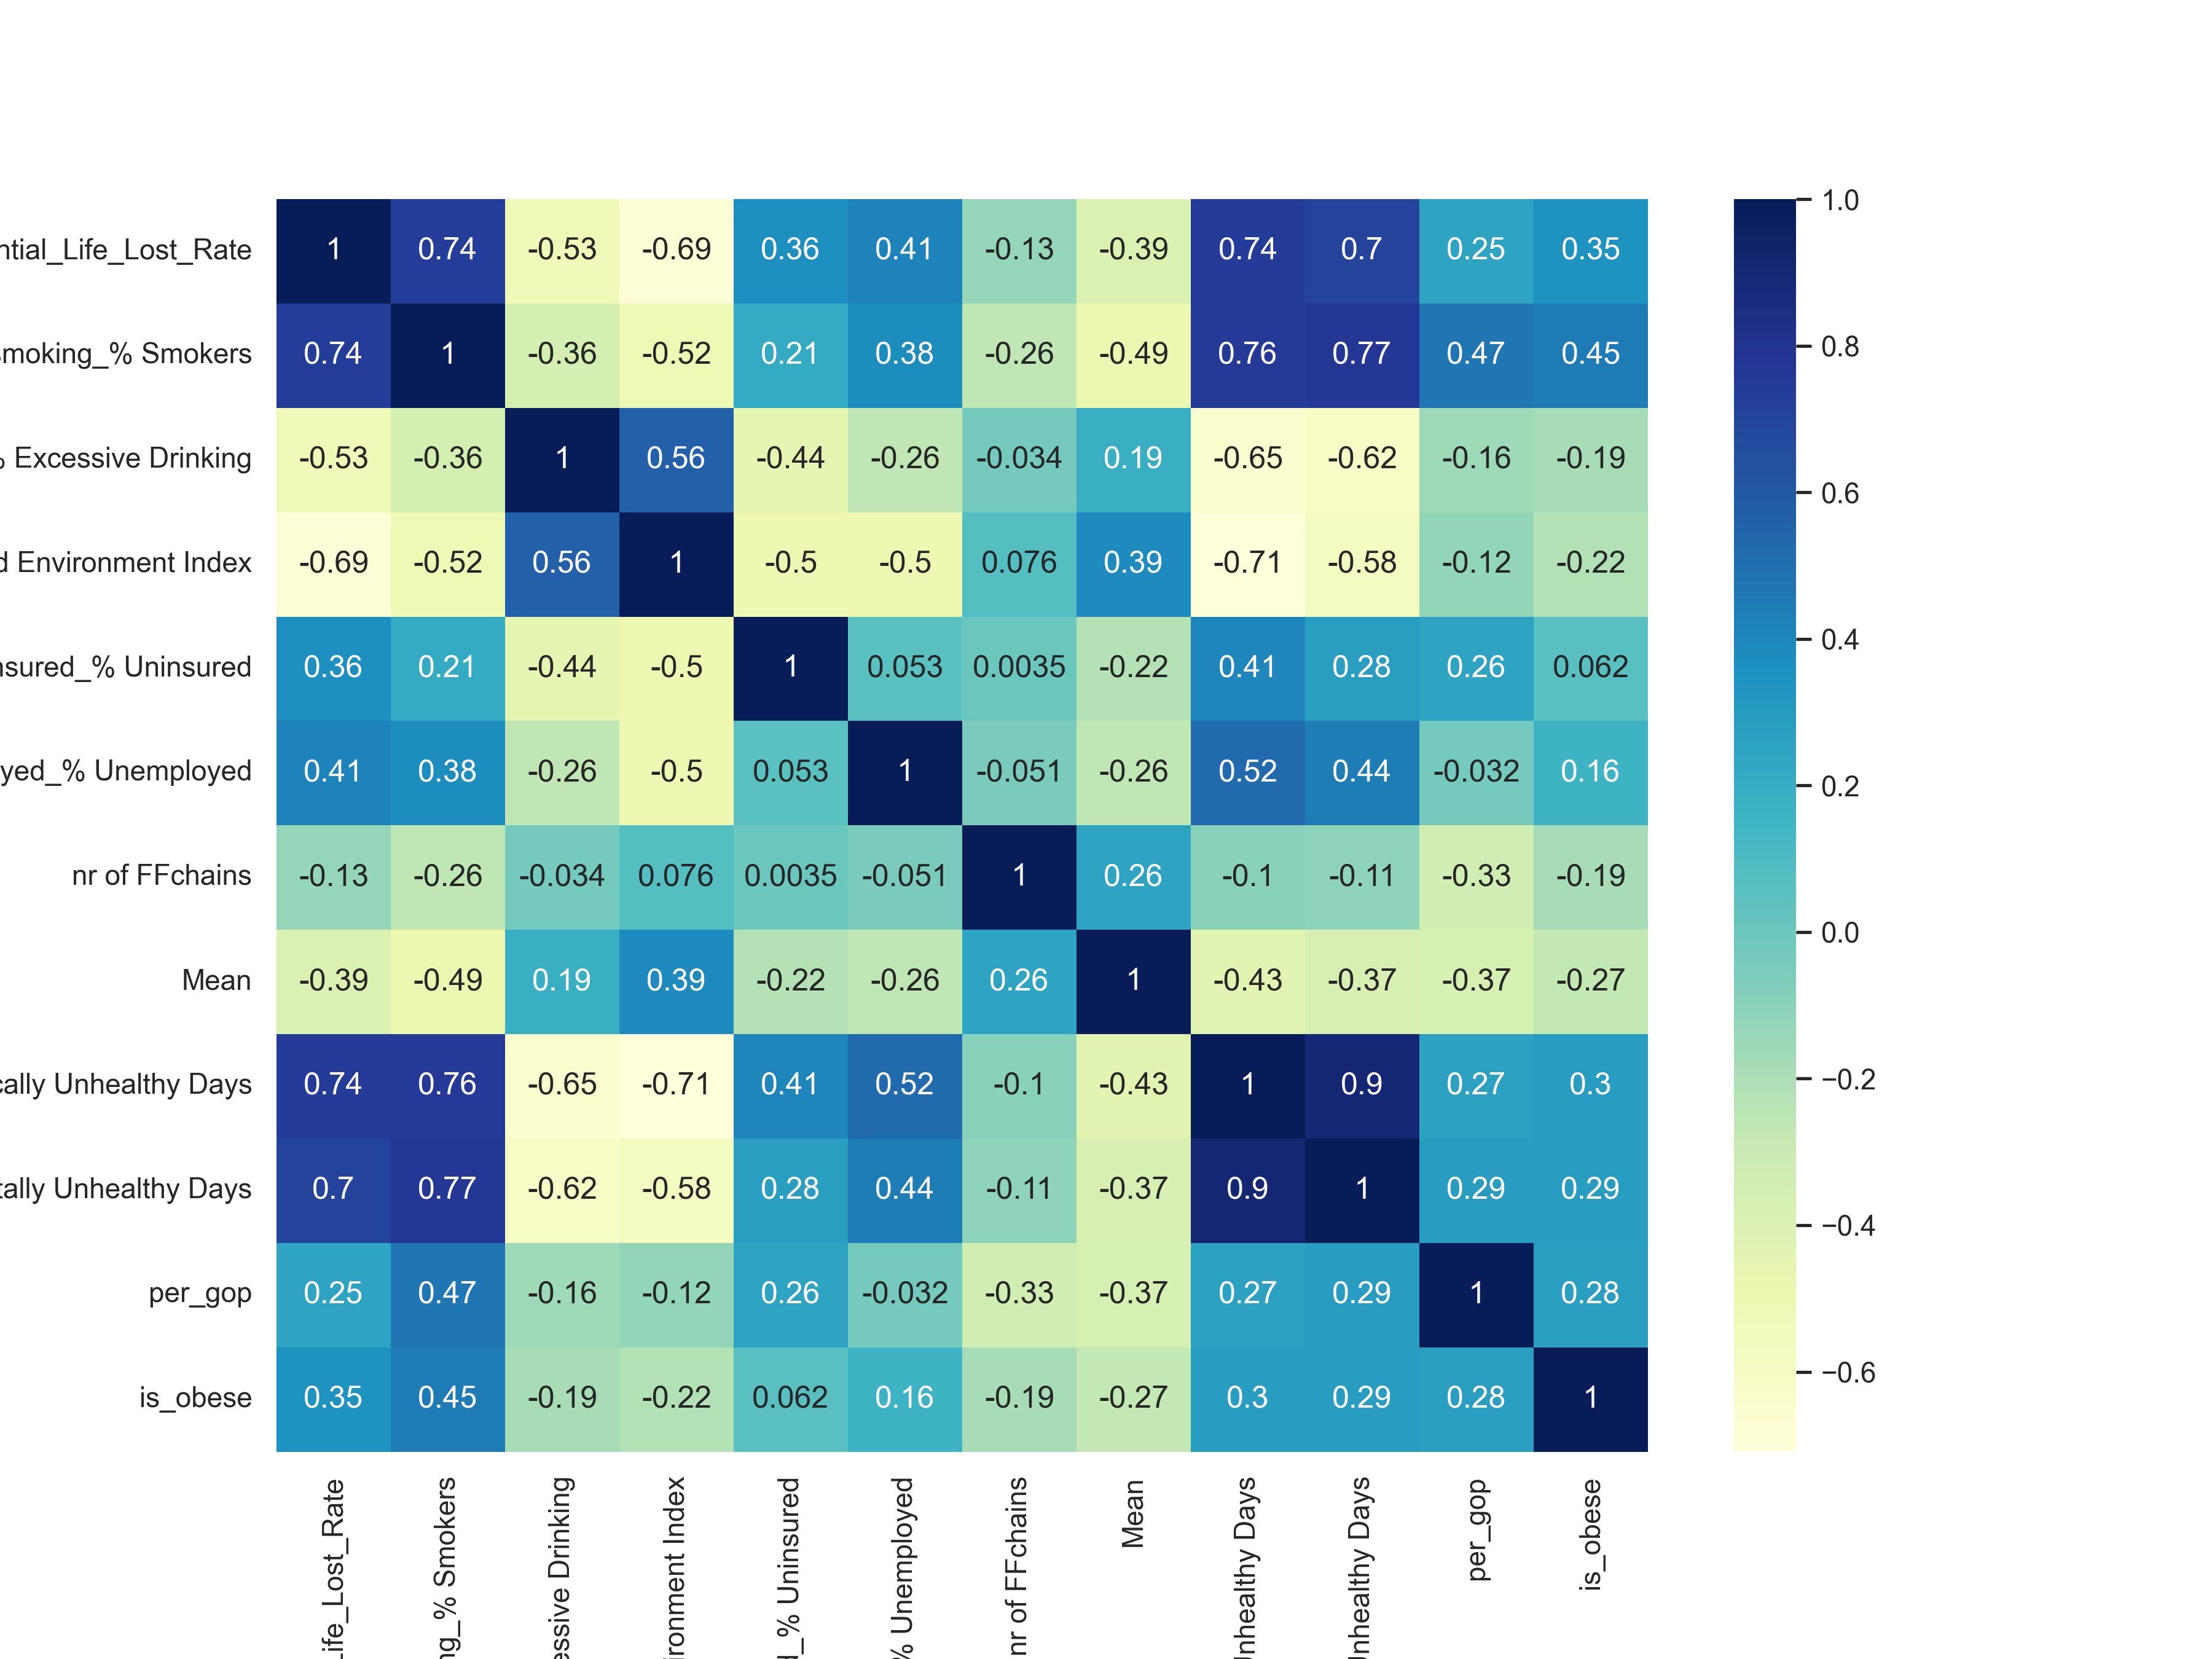 ntial_Life_Lost_Rate 1 0.74 -0.53 -0.69 0.36 0.41 -0.13 -0.39 0.74 0.7 0.25 0.35
smoking_% Smokers 0.74 1 -0.36 -0.52 0.21 0.38 -0.26 -0.49 0.76 0.77 0.47 0.45
% Excessive Drinking -0.53 -0.36 1 0.56 -0.44 -0.26 -0.034 0.19 -0.65 -0.62 -0.16 -0.19
d Environment Index -0.69 -0.52 0.56 1 -0.5 -0.5 0.076 0.39 -0.71 -0.58 -0.12 -0.22
nsured_% Uninsured 0.36 0.21 -0.44 -0.5 1 0.053 0.0035 -0.22 0.41 0.28 0.26 0.062
yed_% Unemployed 0.41 0.38 -0.26 -0.5 0.053 1 -0.051 -0.26 0.52 0.44 -0.032 0.16
nr of FFchains -0.13 -0.26 -0.034 0.076 0.0035 -0.051 1 0.26 -0.1 -0.11 -0.33 -0.19
Mean -0.39 -0.49 0.19 0.39 -0.22 -0.26 0.26 1 -0.43 -0.37 -0.37 -0.27
cally Unhealthy Days 0.74 0.76 -0.65 -0.71 0.41 0.52 -0.1 -0.43 1 0.9 0.27 0.3
tally Unhealthy Days 0.7 0.77 -0.62 -0.58 0.28 0.44 -0.11 -0.37 0.9 1 0.29 0.29
per_gop 0.25 0.47 -0.16 -0.12 0.26 -0.032 -0.33 -0.37 0.27 0.29 1 0.28
is_obese 0.35 0.45 -0.19 -0.22 0.062 0.16 -0.19 -0.27 0.3 0.29 0.28 1
Life_Lost_Rate
ng_% Smokers
essive Drinking
ironment Index
d_% Uninsured
% Unemployed
nr of FFchains
Mean
Unhealthy Days
Unhealthy Days
per_gop
is_obese
1.0
0.8
0.6
0.4
0.2
0.0
−0.2
−0.4
−0.6